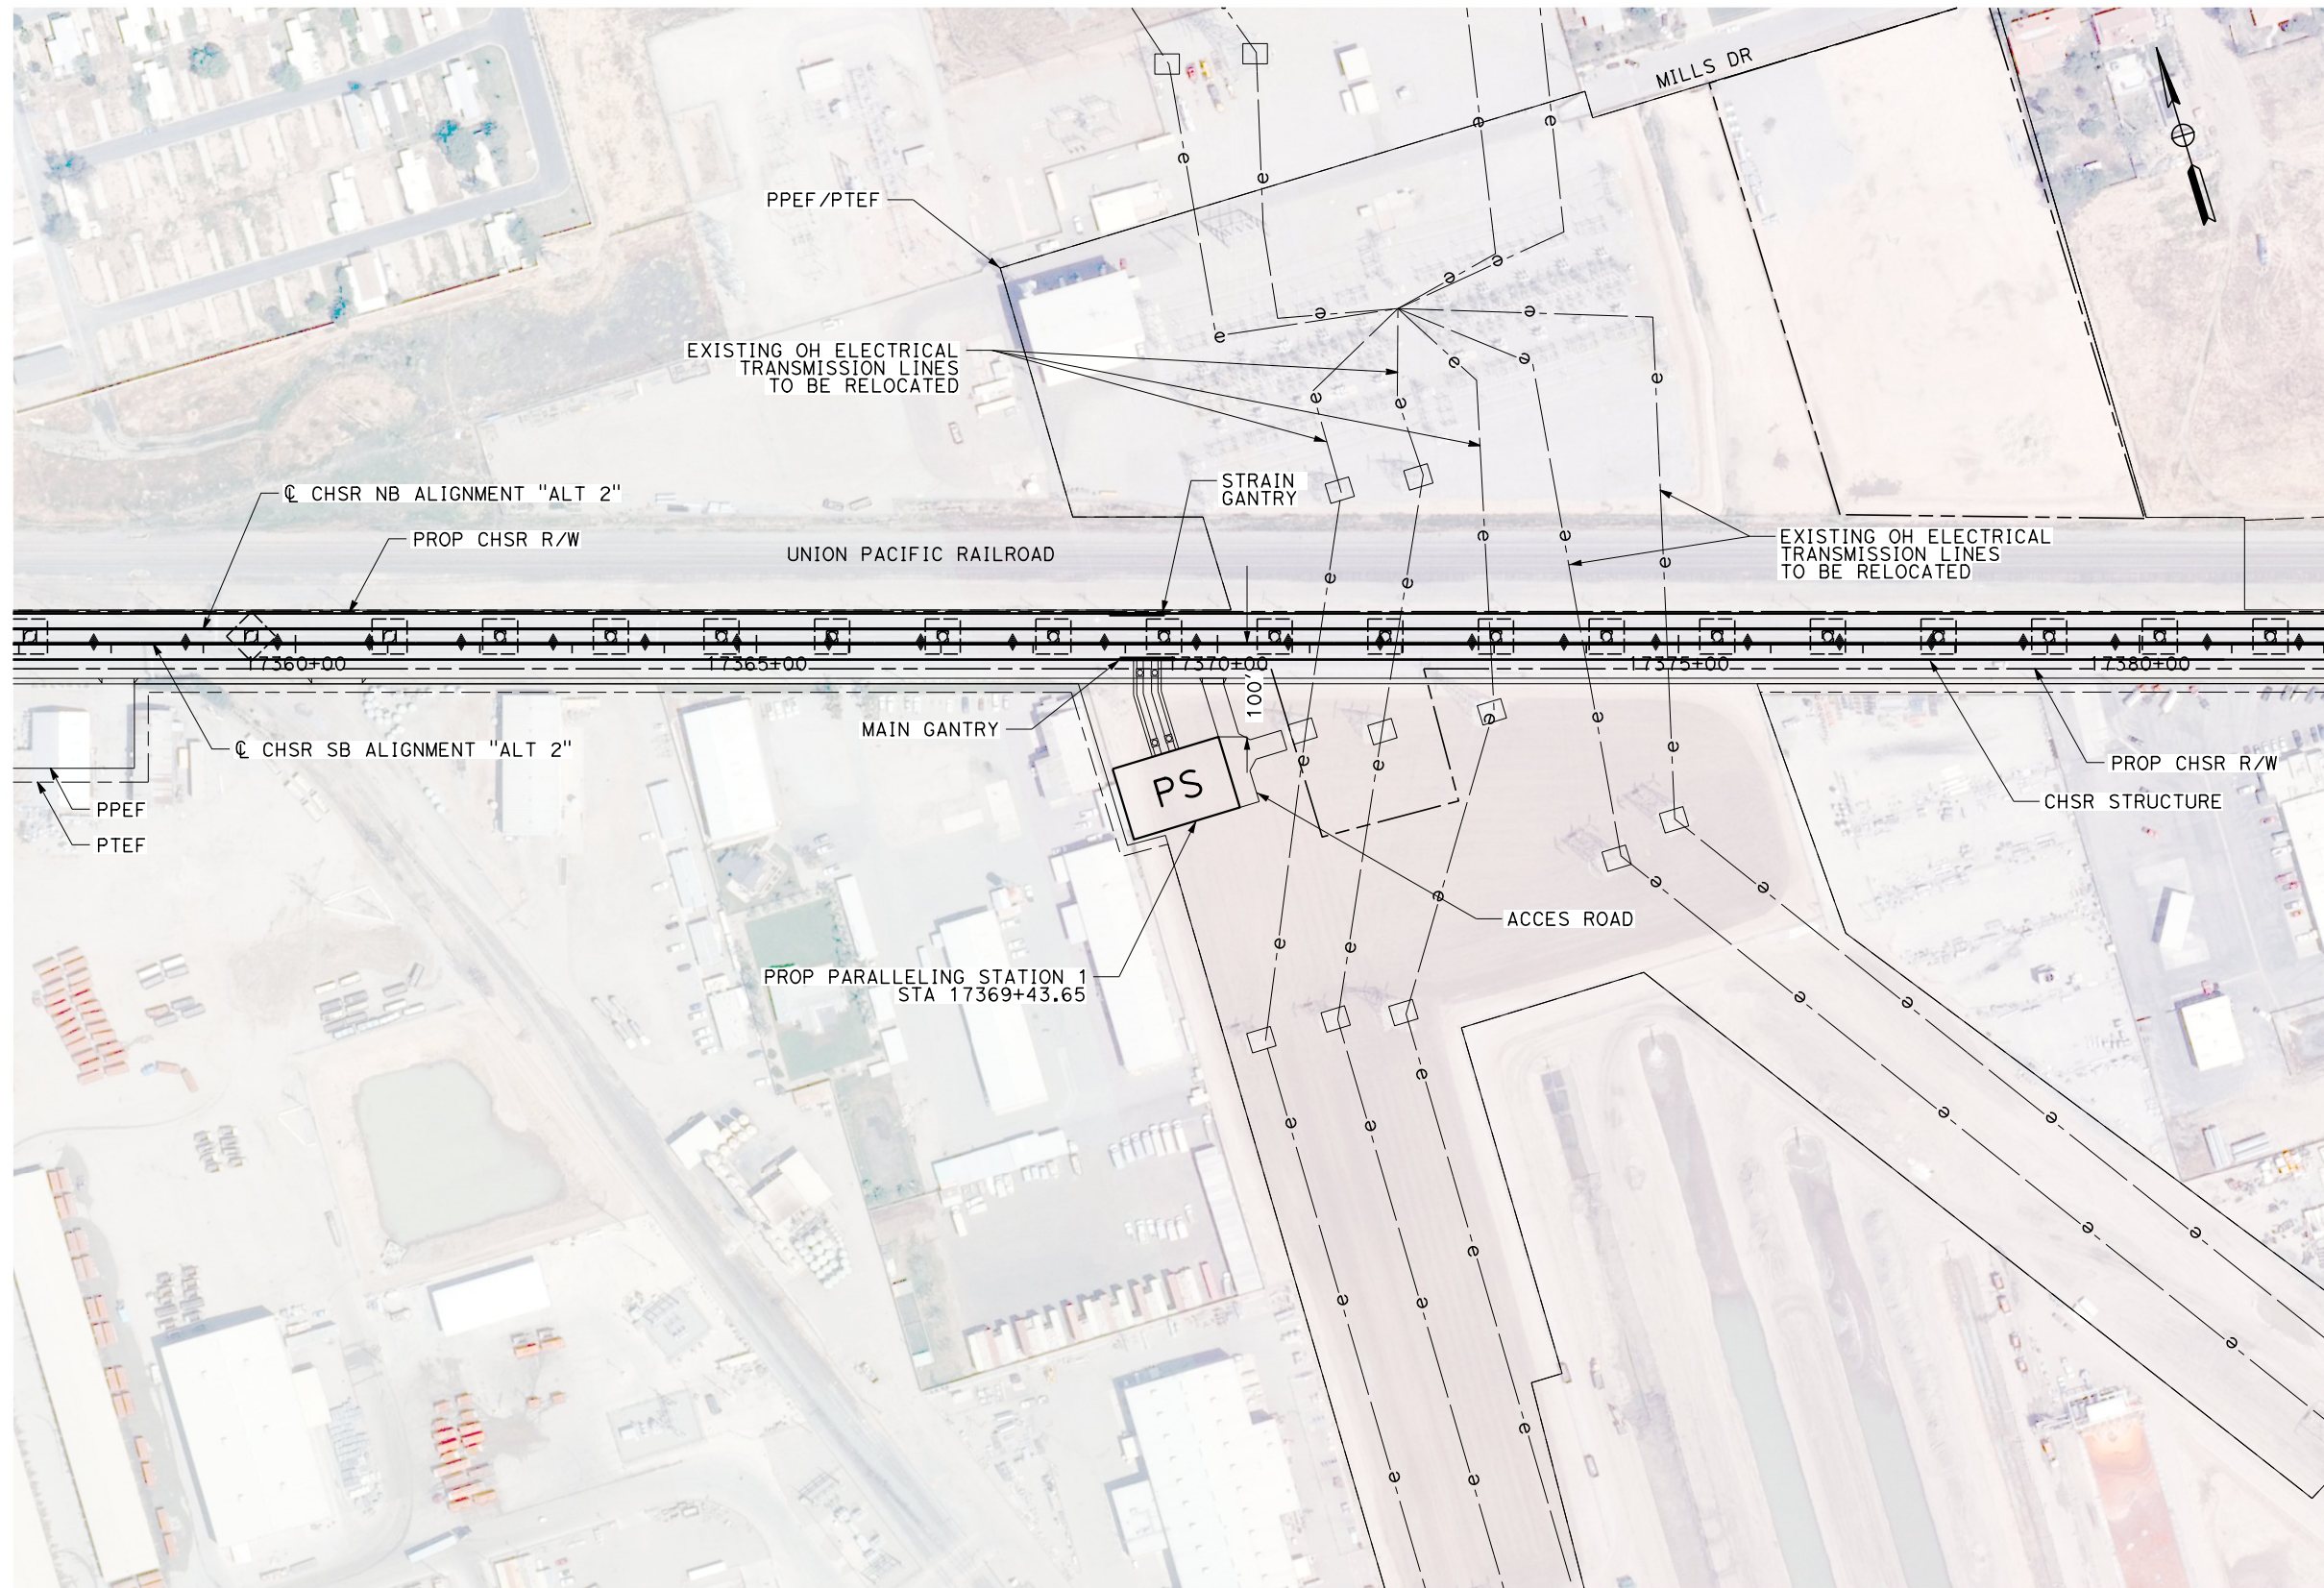 MILLS DR
PPEF/PTEF
EXISTING OH ELECTRICAL
TRANSMISSION LINES
TO BE RELOCATED
STRAIN
GANTRY
℄ CHSR NB ALIGNMENT "ALT 2"
PROP CHSR R/W
UNION PACIFIC RAILROAD
EXISTING OH ELECTRICAL
TRANSMISSION LINES
TO BE RELOCATED
17360+00
17365+00
17370+00
17375+00
17380+00
100'
MAIN GANTRY
℄ CHSR SB ALIGNMENT "ALT 2"
PROP CHSR R/W
PS
CHSR STRUCTURE
PPEF
PTEF
ACCES ROAD
PROP PARALLELING STATION 1
STA 17369+43.65